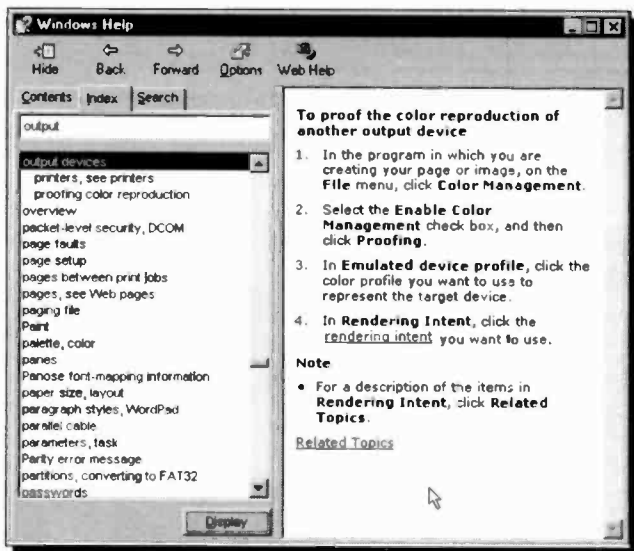 Windows Help
Hide Back Forward Options Web Help
Contents Index Search
output
output devices
printers, see printers
proofing color reproduction
overview
packet-level security, DCOM
page faults
page setup
pages between print jobs
pages, see Web pages
paging file
Paint
palette, color
panes
Panose font-mapping information
paper size, layout
paragraph styles, WordPad
parallel cable
parameters, task
Parity error message
partitions, converting to FAT32
passwords
Display
To proof the color reproduction of
another output device
1. In the program in which you are
creating your page or image, on the
File menu, click Color Management.
2. Select the Enable Color
Management check box, and then
click Proofing.
3. In Emulated device profile, click the
color profile you want to use to
represent the target device.
4. In Rendering Intent, click the
rendering intent you want to use.
Note
• For a description of the items in
Rendering Intent, click Related
Topics.
Related Topics